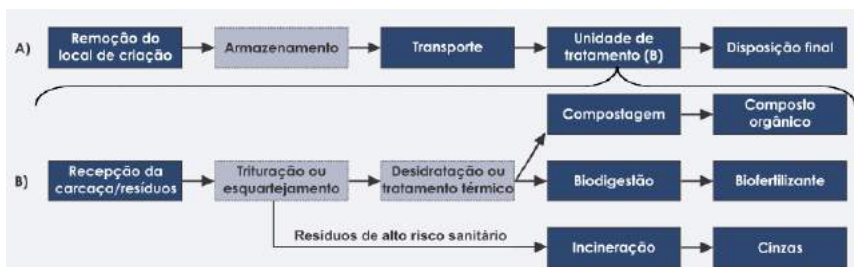 A)
Remoção do
local de criação
Armazenamento
Transporte
Unidade de
tratamento (B)
Disposição final
Compostagem
Composto
orgânico
B)
Recepção da
carcaça/resíduos
Trituração ou
esquartejamento
Desidratação ou
tratamento térmico
Biodigestão
Biofertilizante
Resíduos de alto risco sanitário
Incineração
Cinzas